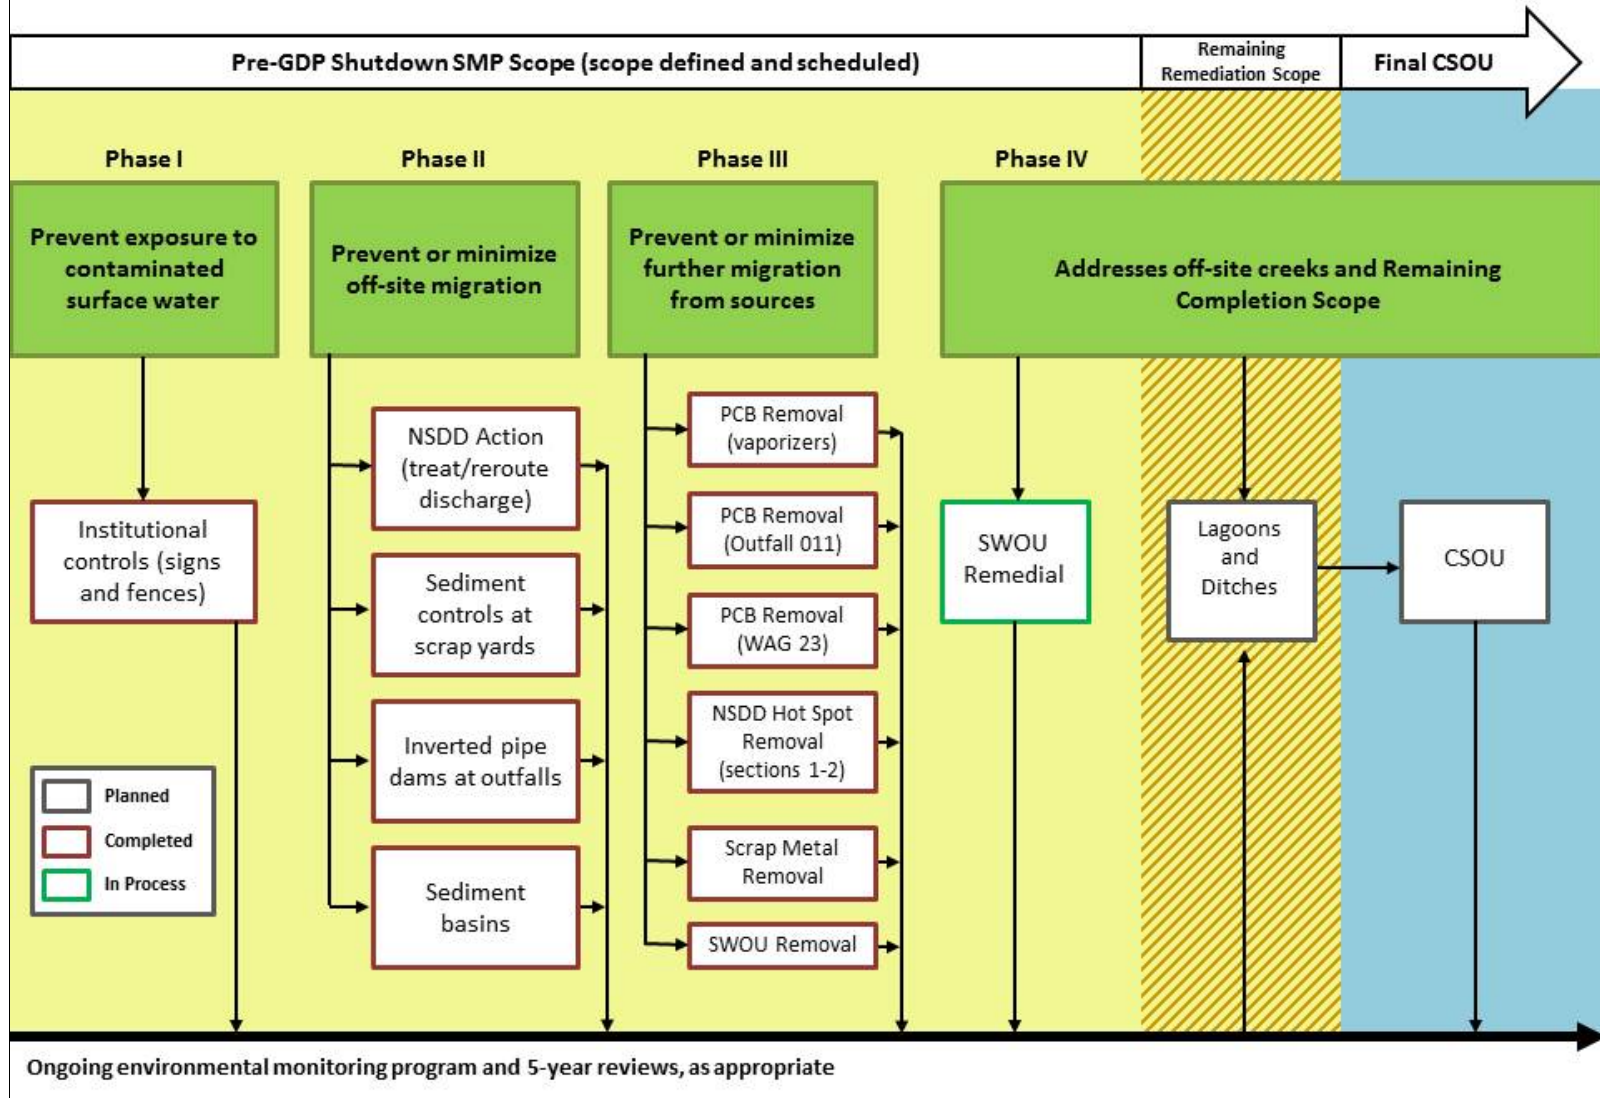 Pre-GDP Shutdown SMP Scope (scope defined and scheduled)
Remaining
Remediation Scope
Final CSOU
Phase I
Phase II
Phase III
Phase IV
Prevent exposure to
contaminated
surface water
Prevent or minimize
off-site migration
Prevent or minimize
further migration
from sources
Addresses off-site creeks and Remaining
Completion Scope
Institutional
controls (signs
and fences)
NSDD Action
(treat/reroute
discharge)
Sediment
controls at
scrap yards
Inverted pipe
dams at outfalls
Sediment
basins
PCB Removal
(vaporizers)
PCB Removal
(Outfall 011)
PCB Removal
(WAG 23)
NSDD Hot Spot
Removal
(sections 1-2)
Scrap Metal
Removal
SWOU Removal
SWOU
Remedial
Lagoons
and
Ditches
CSOU
Planned
Completed
In Process
Ongoing environmental monitoring program and 5-year reviews, as appropriate